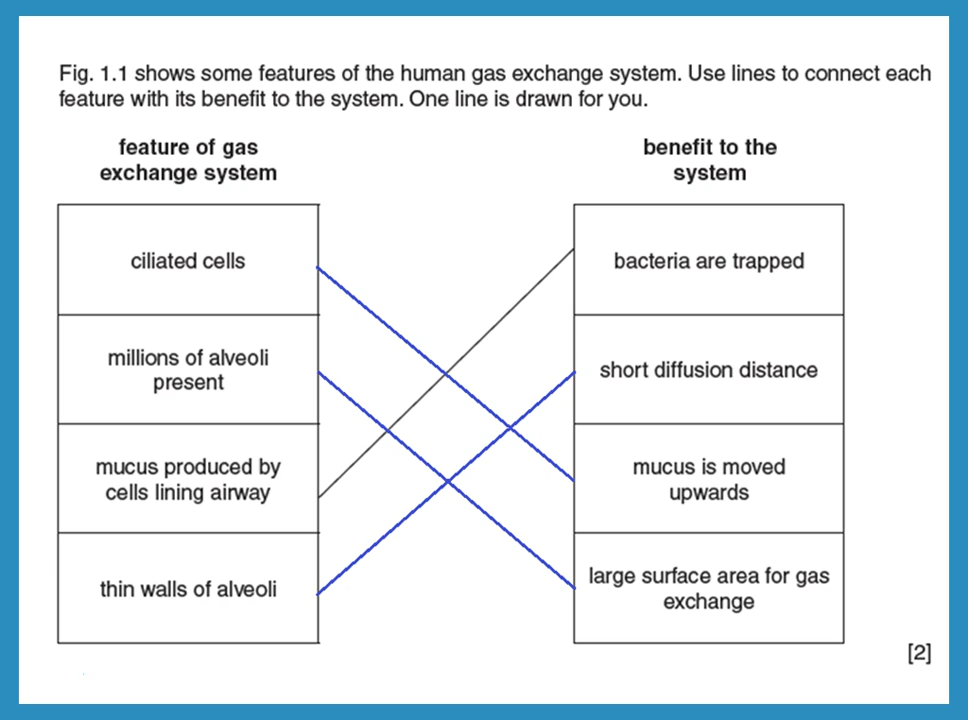 Fig. 1.1 shows some features of the human gas exchange system. Use lines to connect each
feature with its benefit to the system. One line is drawn for you.
feature of gas
exchange system
ciliated cells
millions of alveoli
present
mucus produced by
cells lining airway
thin walls of alveoli
benefit to the
system
bacteria are trapped
short diffusion distance
mucus is moved
upwards
large surface area for gas
exchange
[2]